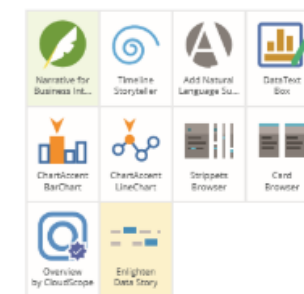 Narrative for
Business Int...
Timeline
Storyteller
Add Natural
Language Su...
DataText
Box
ChartAccent
BarChart
ChartAccent
LineChart
Strippets
Browser
Card
Browser
Overview
by CloudScope
Enlighten
Data Story